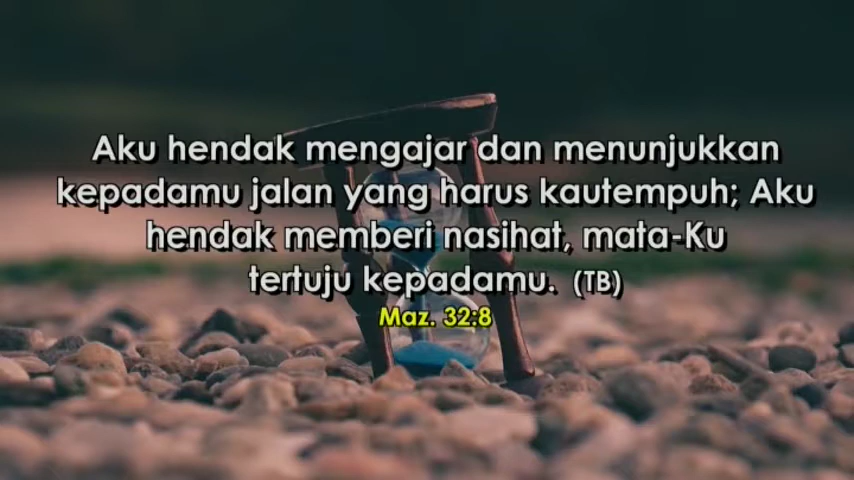 Aku hendak mengajar dan menunjukkan
kepadamu jalan yang harus kautempuh; Aku
hendak memberi nasihat, mata-Ku
tertuju kepadamu. (TB)
Maz. 32:8